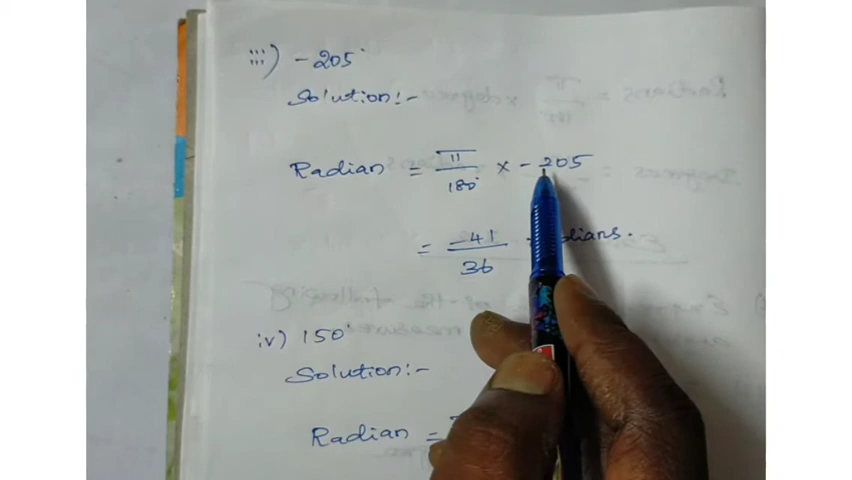 iii) -205°
Solution:-
Radian = π/180° × -205
= -41/36 radians.
iv) 150°
Solution:-
Radian =